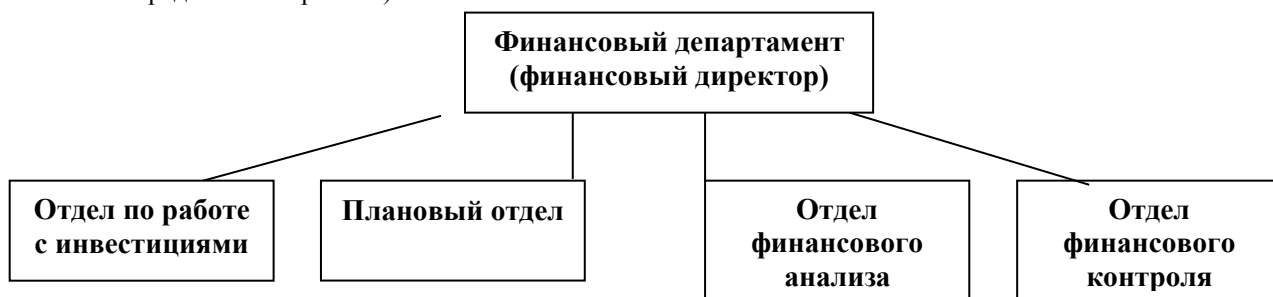 Финансовый департамент
(финансовый директор)
Отдел по работе
с инвестициями
Плановый отдел
Отдел
финансового
анализа
Отдел
финансового
контроля